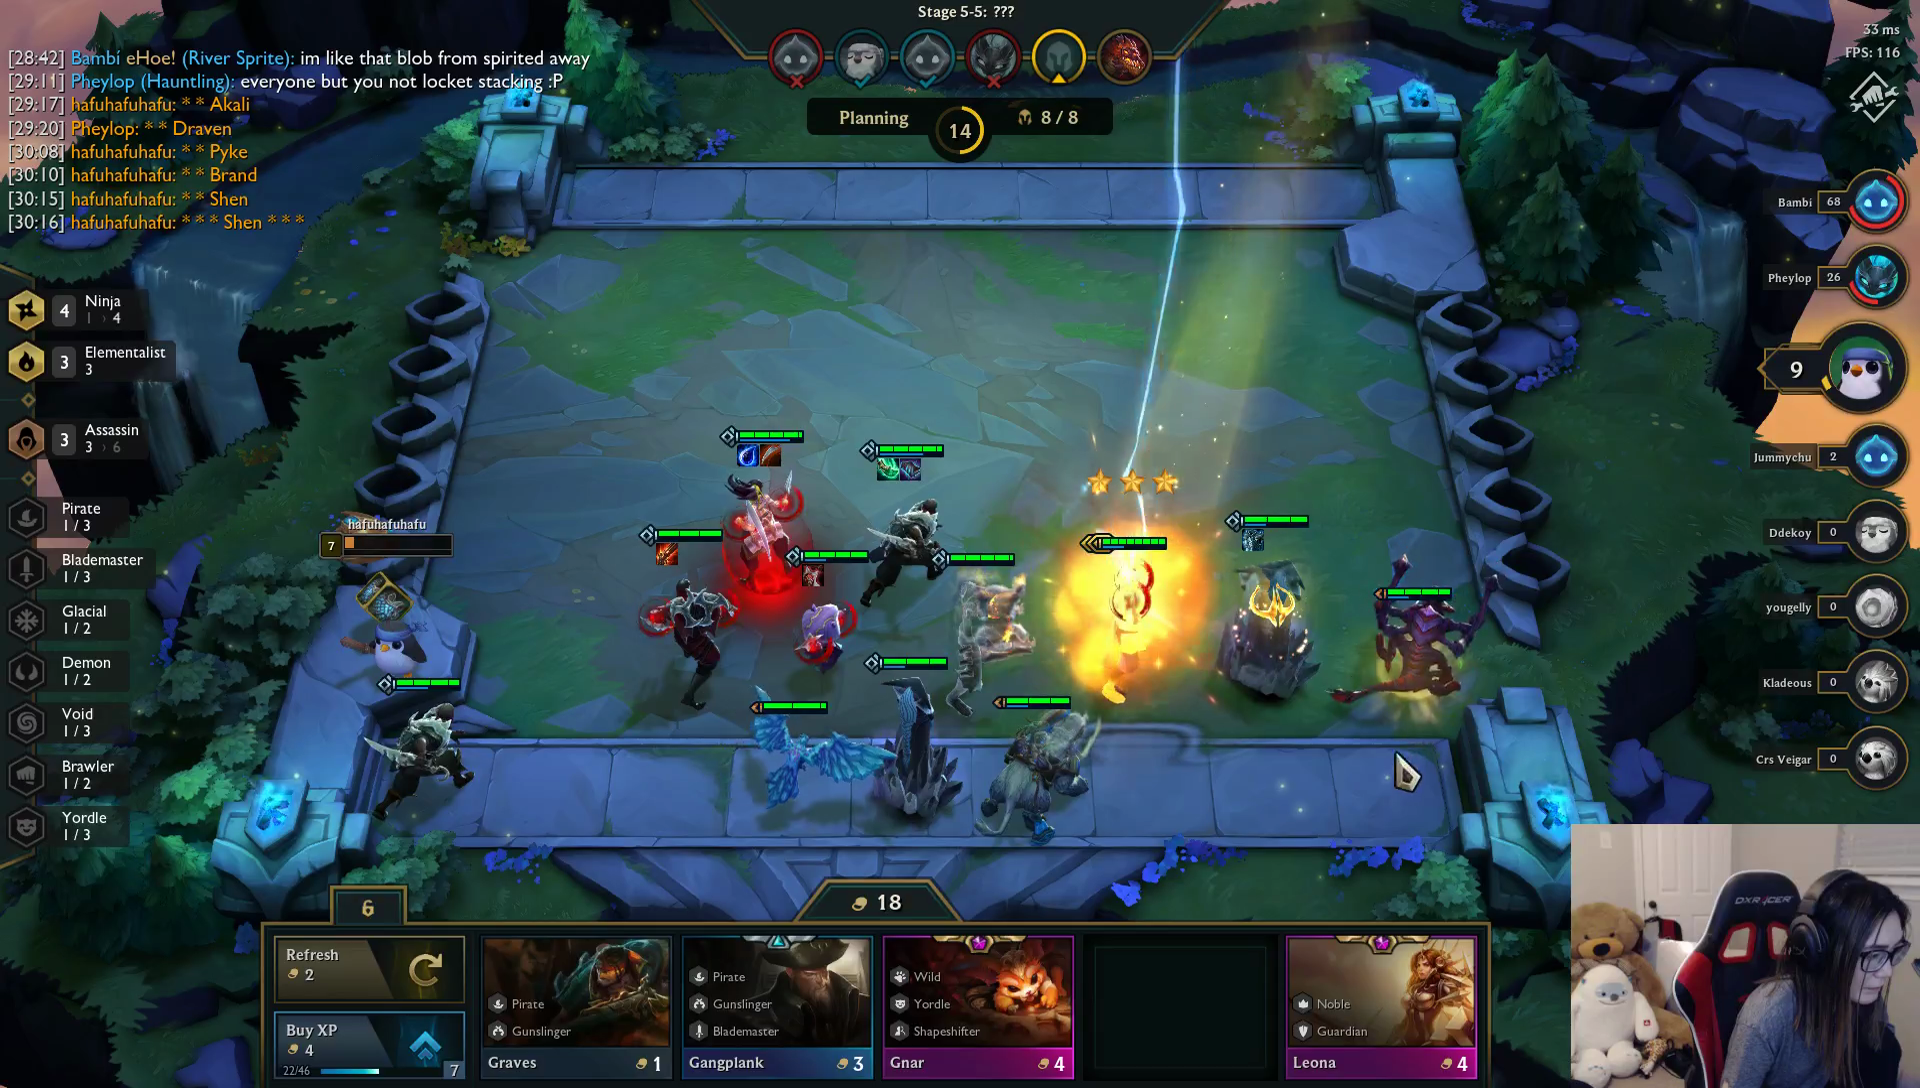 Stage 5-5: ???
33 ms
FPS: 116
[28:42] Bambí eHoe! (River Sprite): im like that blob from spirited away
[29:11] Pheylop (Hauntling): everyone but you not locket stacking :P
[29:17] hafuhafuhafu: * * Akali
[29:20] Pheylop: * * Draven
[30:08] hafuhafuhafu: * * Pyke
[30:10] hafuhafuhafu: * * Brand
[30:15] hafuhafuhafu: * * Shen
[30:16] hafuhafuhafu: * * * Shen * * *
Planning
14
8 / 8
Bambi 68
Pheylop 26
9
Jummychu 2
Ddekoy 0
yougelly 0
Kladeous 0
Crs Veigar 0
4 Ninja
1 › 4
3 Elementalist
3
3 Assassin
3 › 6
Pirate
1 / 3
Blademaster
1 / 3
Glacial
1 / 2
Demon
1 / 2
Void
1 / 3
Brawler
1 / 2
Yordle
1 / 3
hafuhafuhafu
7
6
18
Refresh
2
Buy XP
4
22/46
7
Pirate
Gunslinger
Graves 1
Pirate
Gunslinger
Blademaster
Gangplank 3
Wild
Yordle
Shapeshifter
Gnar 4
Noble
Guardian
Leona 4
DXRACER